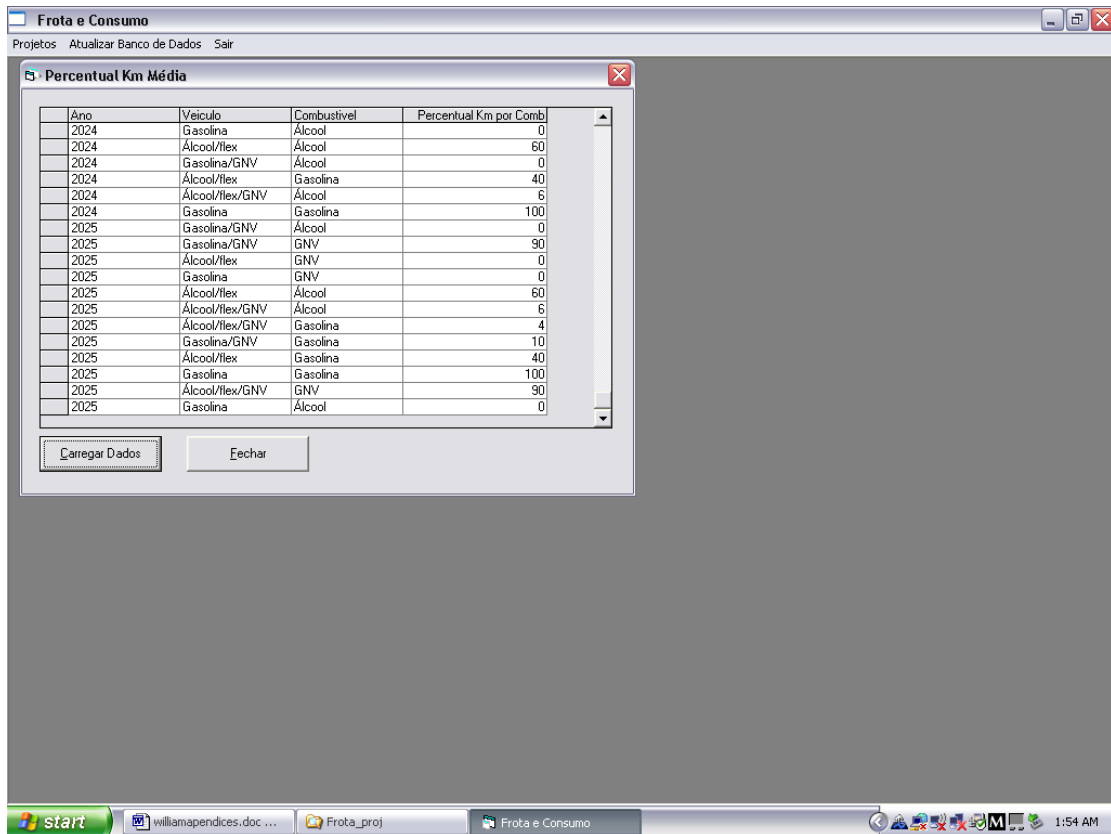 Frota e Consumo
Projetos Atualizar Banco de Dados Sair
Percentual Km Média
Ano Veiculo Combustivel Percentual Km por Comb
2024 Gasolina Álcool 0
2024 Álcool/flex Álcool 60
2024 Gasolina/GNV Álcool 0
2024 Álcool/flex Gasolina 40
2024 Álcool/flex/GNV Álcool 6
2024 Gasolina Gasolina 100
2025 Gasolina/GNV Álcool 0
2025 Gasolina/GNV GNV 90
2025 Álcool/flex GNV 0
2025 Gasolina GNV 0
2025 Álcool/flex Álcool 60
2025 Álcool/flex/GNV Álcool 6
2025 Álcool/flex/GNV Gasolina 4
2025 Gasolina/GNV Gasolina 10
2025 Álcool/flex Gasolina 40
2025 Gasolina Gasolina 100
2025 Álcool/flex/GNV GNV 90
2025 Gasolina Álcool 0
Carregar Dados Fechar
start williamapendices.doc ... Frota_proj Frota e Consumo M 1:54 AM